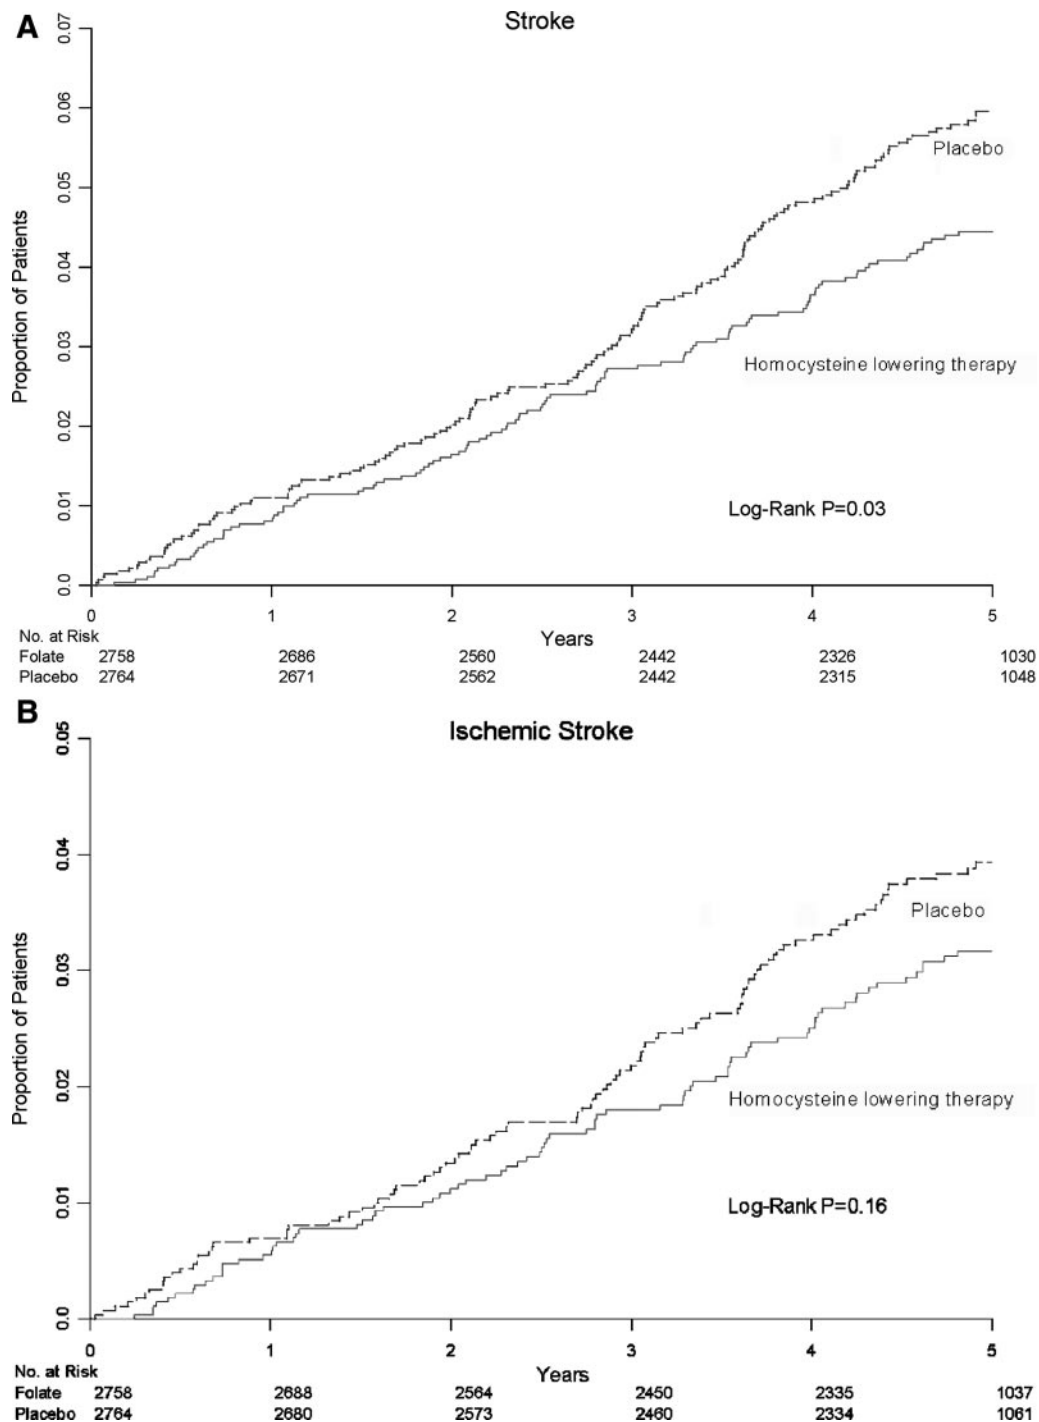 A
Stroke
0.07
0.06
0.05
0.04
0.03
0.02
0.01
0.0
Proportion of Patients
Placebo
Homocysteine lowering therapy
Log-Rank P=0.03
0 1 2 3 4 5
Years
No. at Risk
Folate 2758 2686 2560 2442 2326 1030
Placebo 2764 2671 2562 2442 2315 1048
B
Ischemic Stroke
0.05
0.04
0.03
0.02
0.01
0.0
Proportion of Patients
Placebo
Homocysteine lowering therapy
Log-Rank P=0.16
0 1 2 3 4 5
Years
No. at Risk
Folate 2758 2688 2564 2450 2335 1037
Placebo 2764 2680 2573 2460 2334 1061